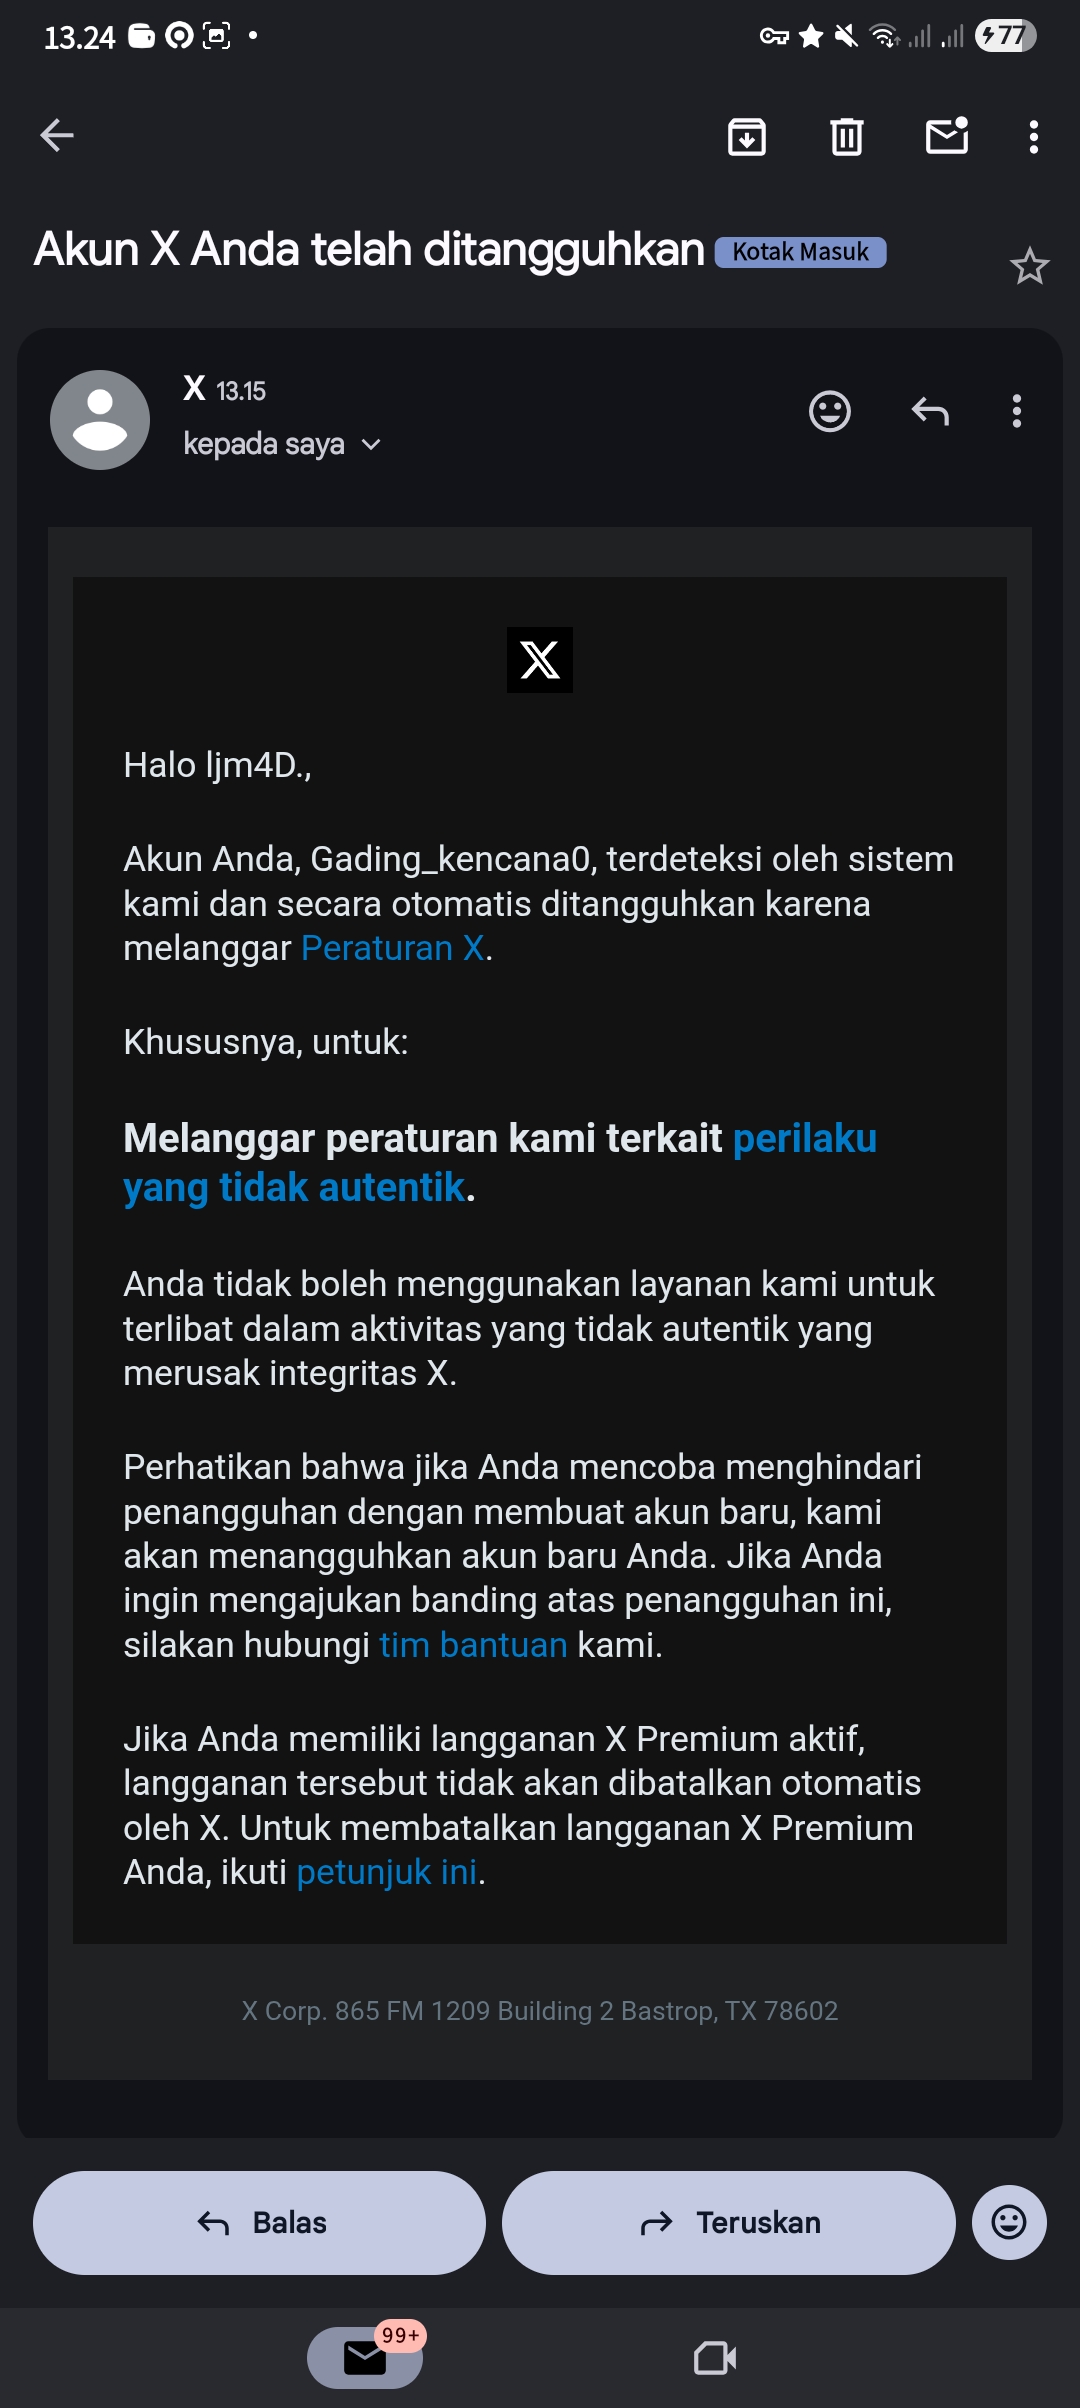 13.24
77
Akun X Anda telah ditangguhkan Kotak Masuk
X 13.15
kepada saya
X
Halo ljm4D.,
Akun Anda, Gading_kencana0, terdeteksi oleh sistem
kami dan secara otomatis ditangguhkan karena
melanggar Peraturan X.
Khususnya, untuk:
Melanggar peraturan kami terkait perilaku
yang tidak autentik.
Anda tidak boleh menggunakan layanan kami untuk
terlibat dalam aktivitas yang tidak autentik yang
merusak integritas X.
Perhatikan bahwa jika Anda mencoba menghindari
penangguhan dengan membuat akun baru, kami
akan menangguhkan akun baru Anda. Jika Anda
ingin mengajukan banding atas penangguhan ini,
silakan hubungi tim bantuan kami.
Jika Anda memiliki langganan X Premium aktif,
langganan tersebut tidak akan dibatalkan otomatis
oleh X. Untuk membatalkan langganan X Premium
Anda, ikuti petunjuk ini.
X Corp. 865 FM 1209 Building 2 Bastrop, TX 78602
Balas
Teruskan
99+